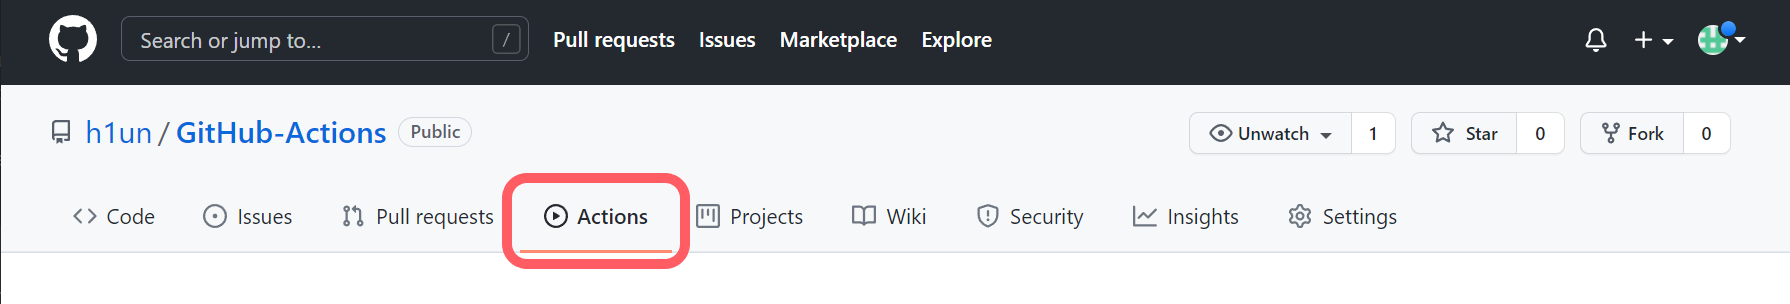 Search or jump to... / Pull requests Issues Marketplace Explore
h1un / GitHub-Actions Public Unwatch 1 Star 0 Fork 0
Code Issues Pull requests Actions Projects Wiki Security Insights Settings